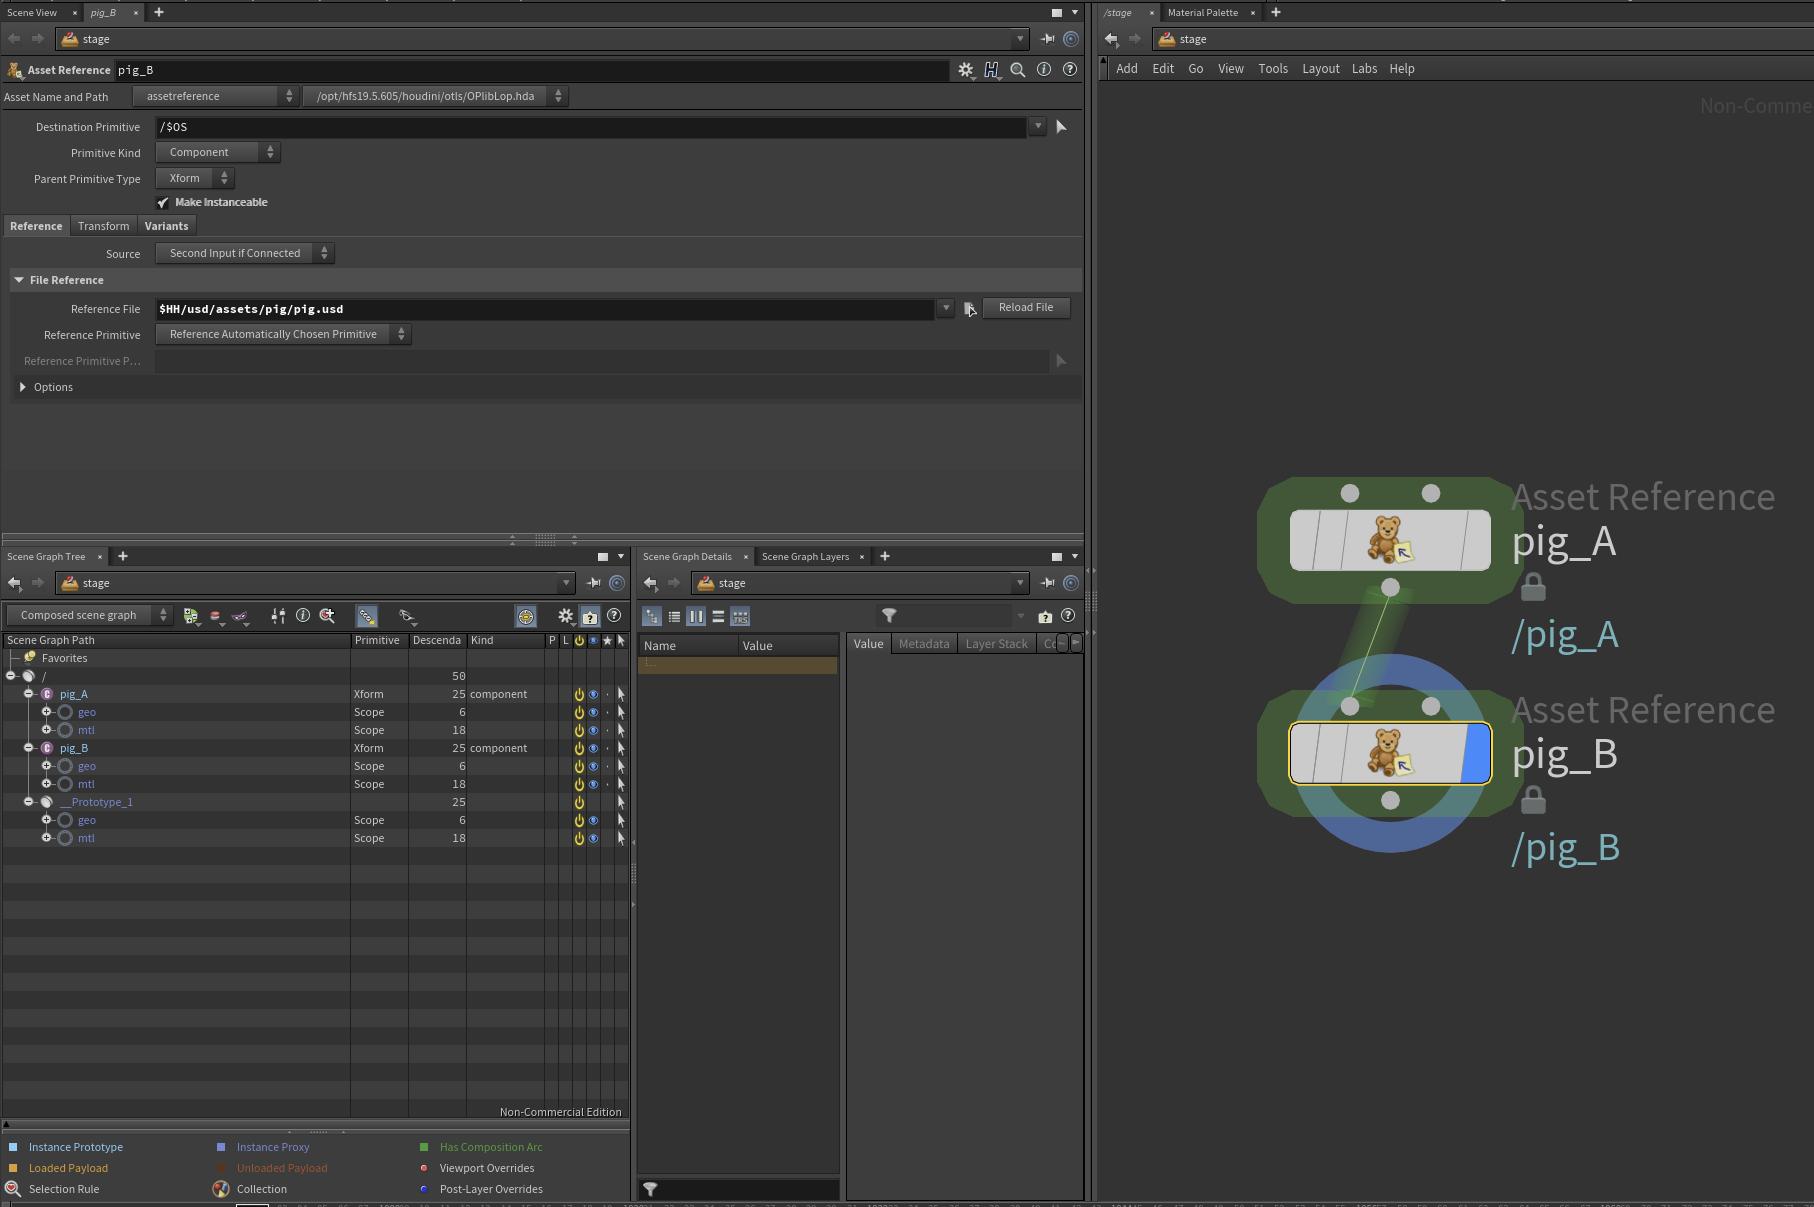 Scene View
pig_B
stage
Asset Reference pig_B
Asset Name and Path assetreference /opt/hfs19.5.605/houdini/otls/OPlibLop.hda
Destination Primitive /$OS
Primitive Kind Component
Parent Primitive Type Xform
Make Instanceable
Reference Transform Variants
Source Second Input if Connected
File Reference
Reference File $HH/usd/assets/pig/pig.usd Reload File
Reference Primitive Reference Automatically Chosen Primitive
Reference Primitive P...
Options
Scene Graph Tree
stage
Composed scene graph
Scene Graph Path Primitive Descenda Kind P L
Favorites
/ 50
pig_A Xform 25 component
geo Scope 6
mtl Scope 18
pig_B Xform 25 component
geo Scope 6
mtl Scope 18
__Prototype_1 25
geo Scope 6
mtl Scope 18
Non-Commercial Edition
Instance Prototype Instance Proxy Has Composition Arc
Loaded Payload Unloaded Payload Viewport Overrides
Selection Rule Collection Post-Layer Overrides
Scene Graph Details Scene Graph Layers
stage
Name Value
Value Metadata Layer Stack
/stage Material Palette
stage
Add Edit Go View Tools Layout Labs Help
Non-Comme
Asset Reference
pig_A
/pig_A
Asset Reference
pig_B
/pig_B